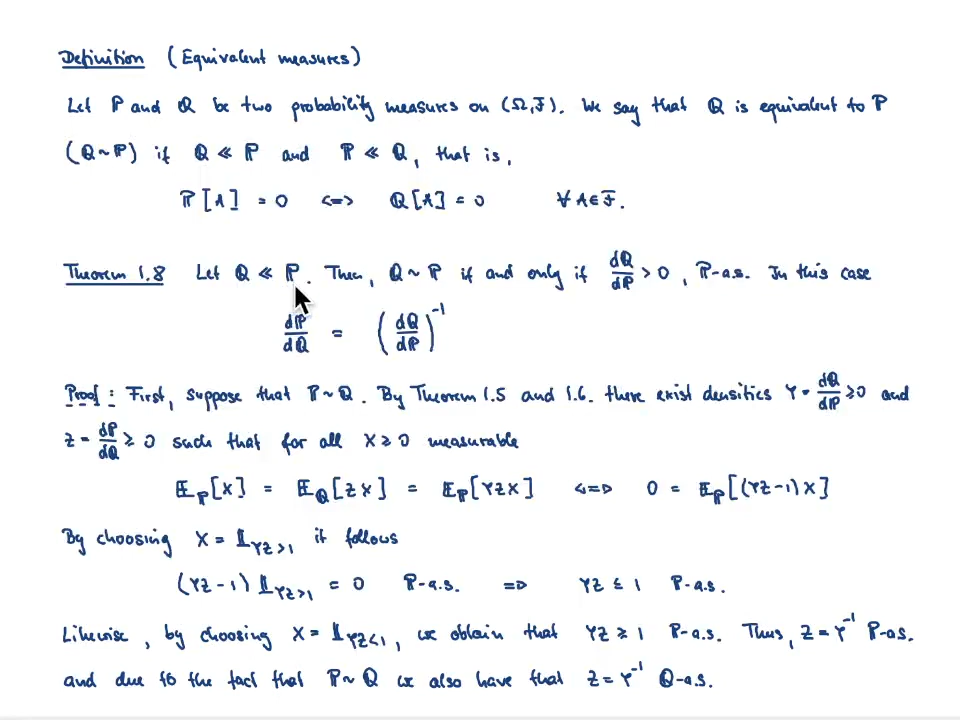 Definition (Equivalent measures)
Let ℙ and ℚ be two probability measures on (Ω,ℱ). We say that ℚ is equivalent to ℙ
(ℚ~ℙ) if ℚ ≪ ℙ and ℙ ≪ ℚ, that is,
ℙ[A] = 0 <=> ℚ[A] = 0 ∀ A∈ℱ.
Theorem 1.8 Let ℚ ≪ ℙ. Then, ℚ ~ ℙ if and only if dℚ/dℙ > 0, ℙ-a.s. In this case
dℙ/dℚ = (dℚ/dℙ)⁻¹
Proof: First, suppose that ℙ~ℚ. By Theorem 1.5 and 1.6. there exist densities Y = dℚ/dℙ ≥ 0 and
Z = dℙ/dℚ ≥ 0 such that for all X ≥ 0 measurable
𝔼_ℙ[X] = 𝔼_ℚ[ZX] = 𝔼_ℙ[YZX] <=> 0 = 𝔼_ℙ[(YZ-1)X]
By choosing X = 𝟙_{YZ>1} it follows
(YZ-1)𝟙_{YZ>1} = 0 ℙ-a.s. => YZ ≤ 1 ℙ-a.s.
Likewise, by choosing X = 𝟙_{YZ<1}, we obtain that YZ ≥ 1 ℙ-a.s. Thus, Z = Y⁻¹ ℙ-a.s.
and due to the fact that ℙ~ℚ we also have that Z = Y⁻¹ ℚ-a.s.